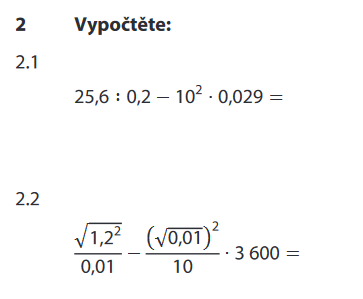 2 Vypočtěte:
2.1
25,6 : 0,2 − 10² · 0,029 =
2.2
√1,2²/0,01 − (√0,01)²/10 · 3 600 =